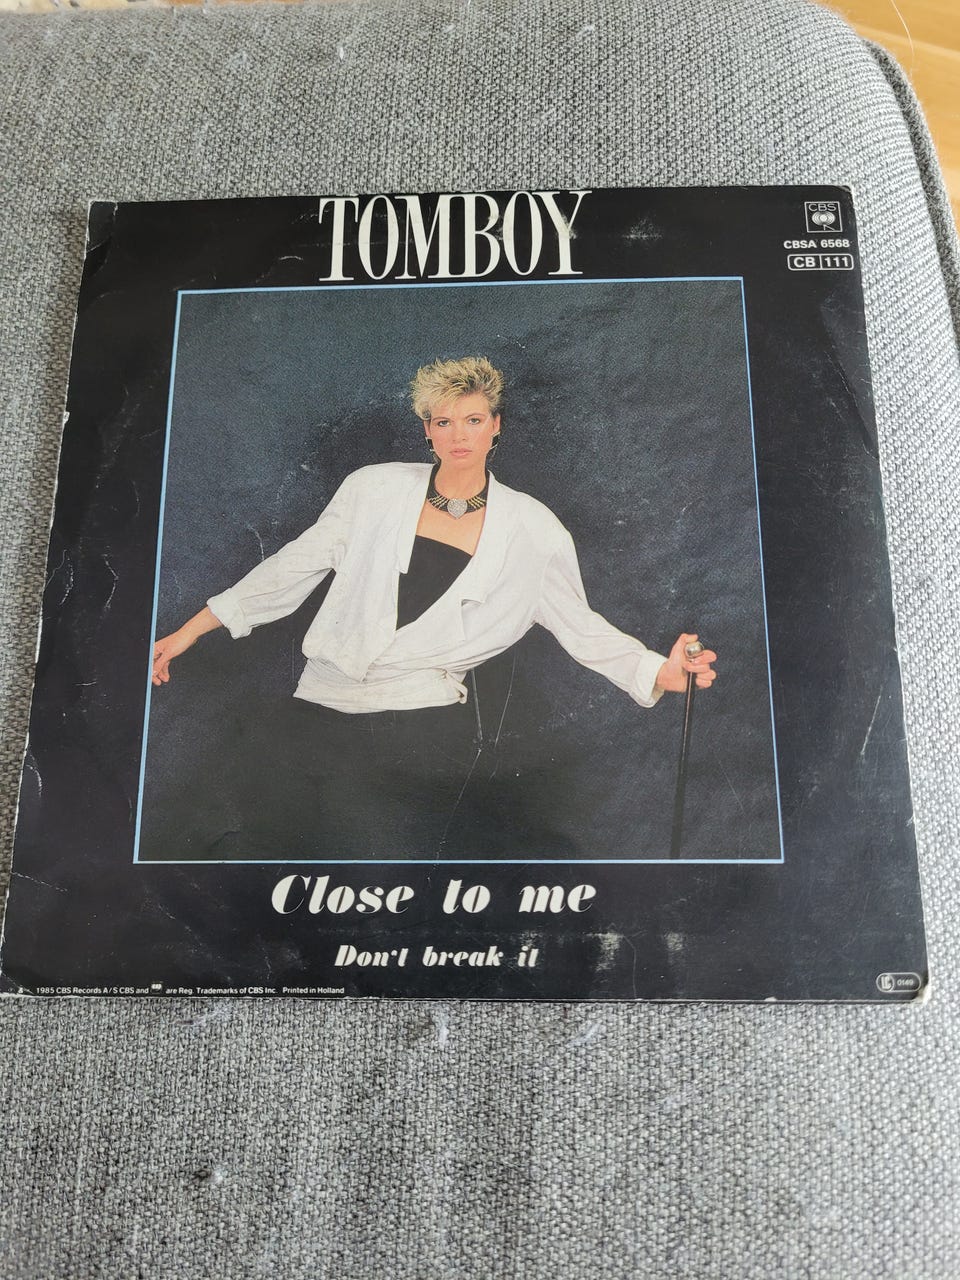 TOMBOY
CBS
CBSA 6568
CB 111
Close to me
Don't break it
1985 CBS Records A/S CBS and are Reg. Trademarks of CBS Inc. Printed in Holland
LC 0149